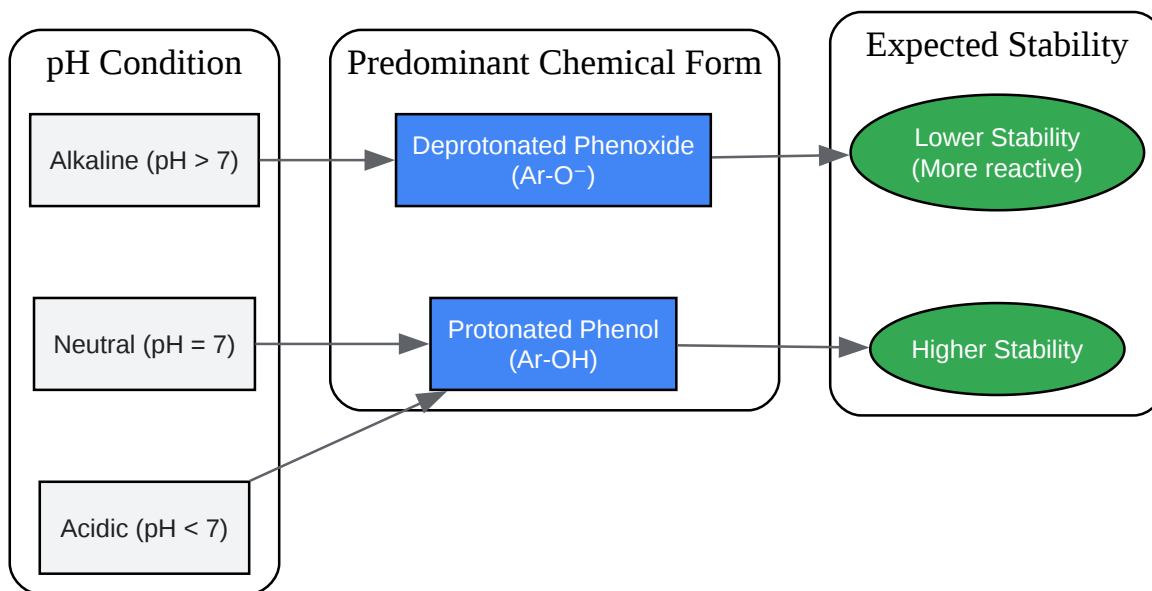 pH Condition
Predominant Chemical Form
Expected Stability
Alkaline (pH > 7)
Deprotonated Phenoxide
(Ar-O⁻)
Lower Stability
(More reactive)
Neutral (pH = 7)
Protonated Phenol
(Ar-OH)
Higher Stability
Acidic (pH < 7)